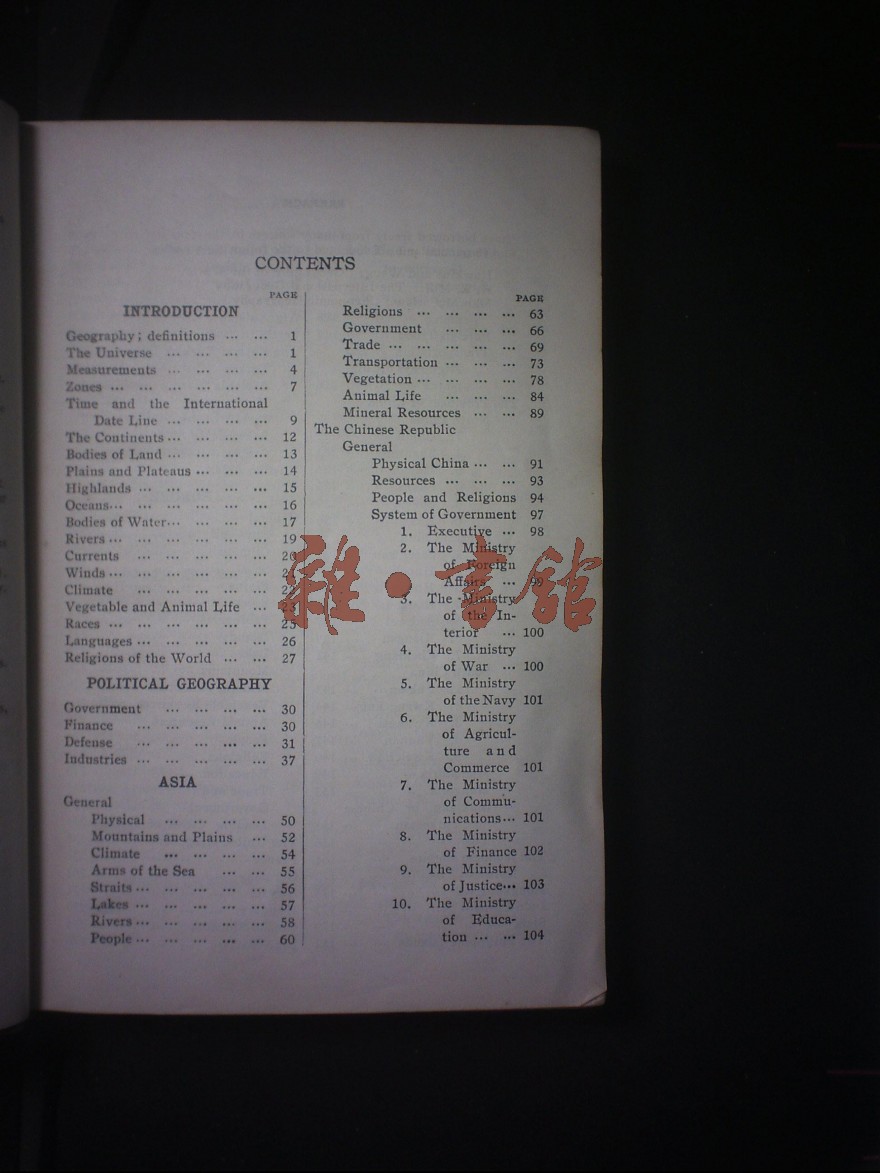 CONTENTS
PAGE
INTRODUCTION
Geography; definitions ... ... 1
The Universe ... ... ... ... 1
Measurements ... ... ... ... 4
Zones ... ... ... ... ... ... 7
Time and the International
Date Line ... ... ... ... 9
The Continents ... ... ... ... 12
Bodies of Land ... ... ... ... 13
Plains and Plateaus ... ... ... 14
Highlands ... ... ... ... ... 15
Oceans... ... ... ... ... ... 16
Bodies of Water... ... ... ... 17
Rivers ... ... ... ... ... ... 19
Currents ... ... ... ... ... 20
Winds ... ... ... ... ... ... 21
Climate ... ... ... ... ... 22
Vegetable and Animal Life ... 23
Races ... ... ... ... ... ... 25
Languages ... ... ... ... ... 26
Religions of the World ... ... 27
POLITICAL GEOGRAPHY
Government ... ... ... ... 30
Finance ... ... ... ... ... 30
Defense ... ... ... ... ... 31
Industries ... ... ... ... ... 37
ASIA
General
Physical ... ... ... ... 50
Mountains and Plains ... 52
Climate ... ... ... ... 54
Arms of the Sea ... ... 55
Straits ... ... ... ... ... 56
Lakes ... ... ... ... ... 57
Rivers ... ... ... ... ... 58
People ... ... ... ... ... 60
PAGE
Religions ... ... ... ... 63
Government ... ... ... 66
Trade ... ... ... ... ... 69
Transportation ... ... ... 73
Vegetation ... ... ... ... 78
Animal Life ... ... ... 84
Mineral Resources ... ... 89
The Chinese Republic
General
Physical China ... ... 91
Resources ... ... ... 93
People and Religions 94
System of Government 97
1. Executive ... 98
2. The Ministry
of Foreign
Affairs ... 99
3. The Ministry
of the In-
terior ... 100
4. The Ministry
of War ... 100
5. The Ministry
of the Navy 101
6. The Ministry
of Agricul-
ture and
Commerce 101
7. The Ministry
of Commu-
nications... 101
8. The Ministry
of Finance 102
9. The Ministry
of Justice... 103
10. The Ministry
of Educa-
tion ... ... 104
雜•書館